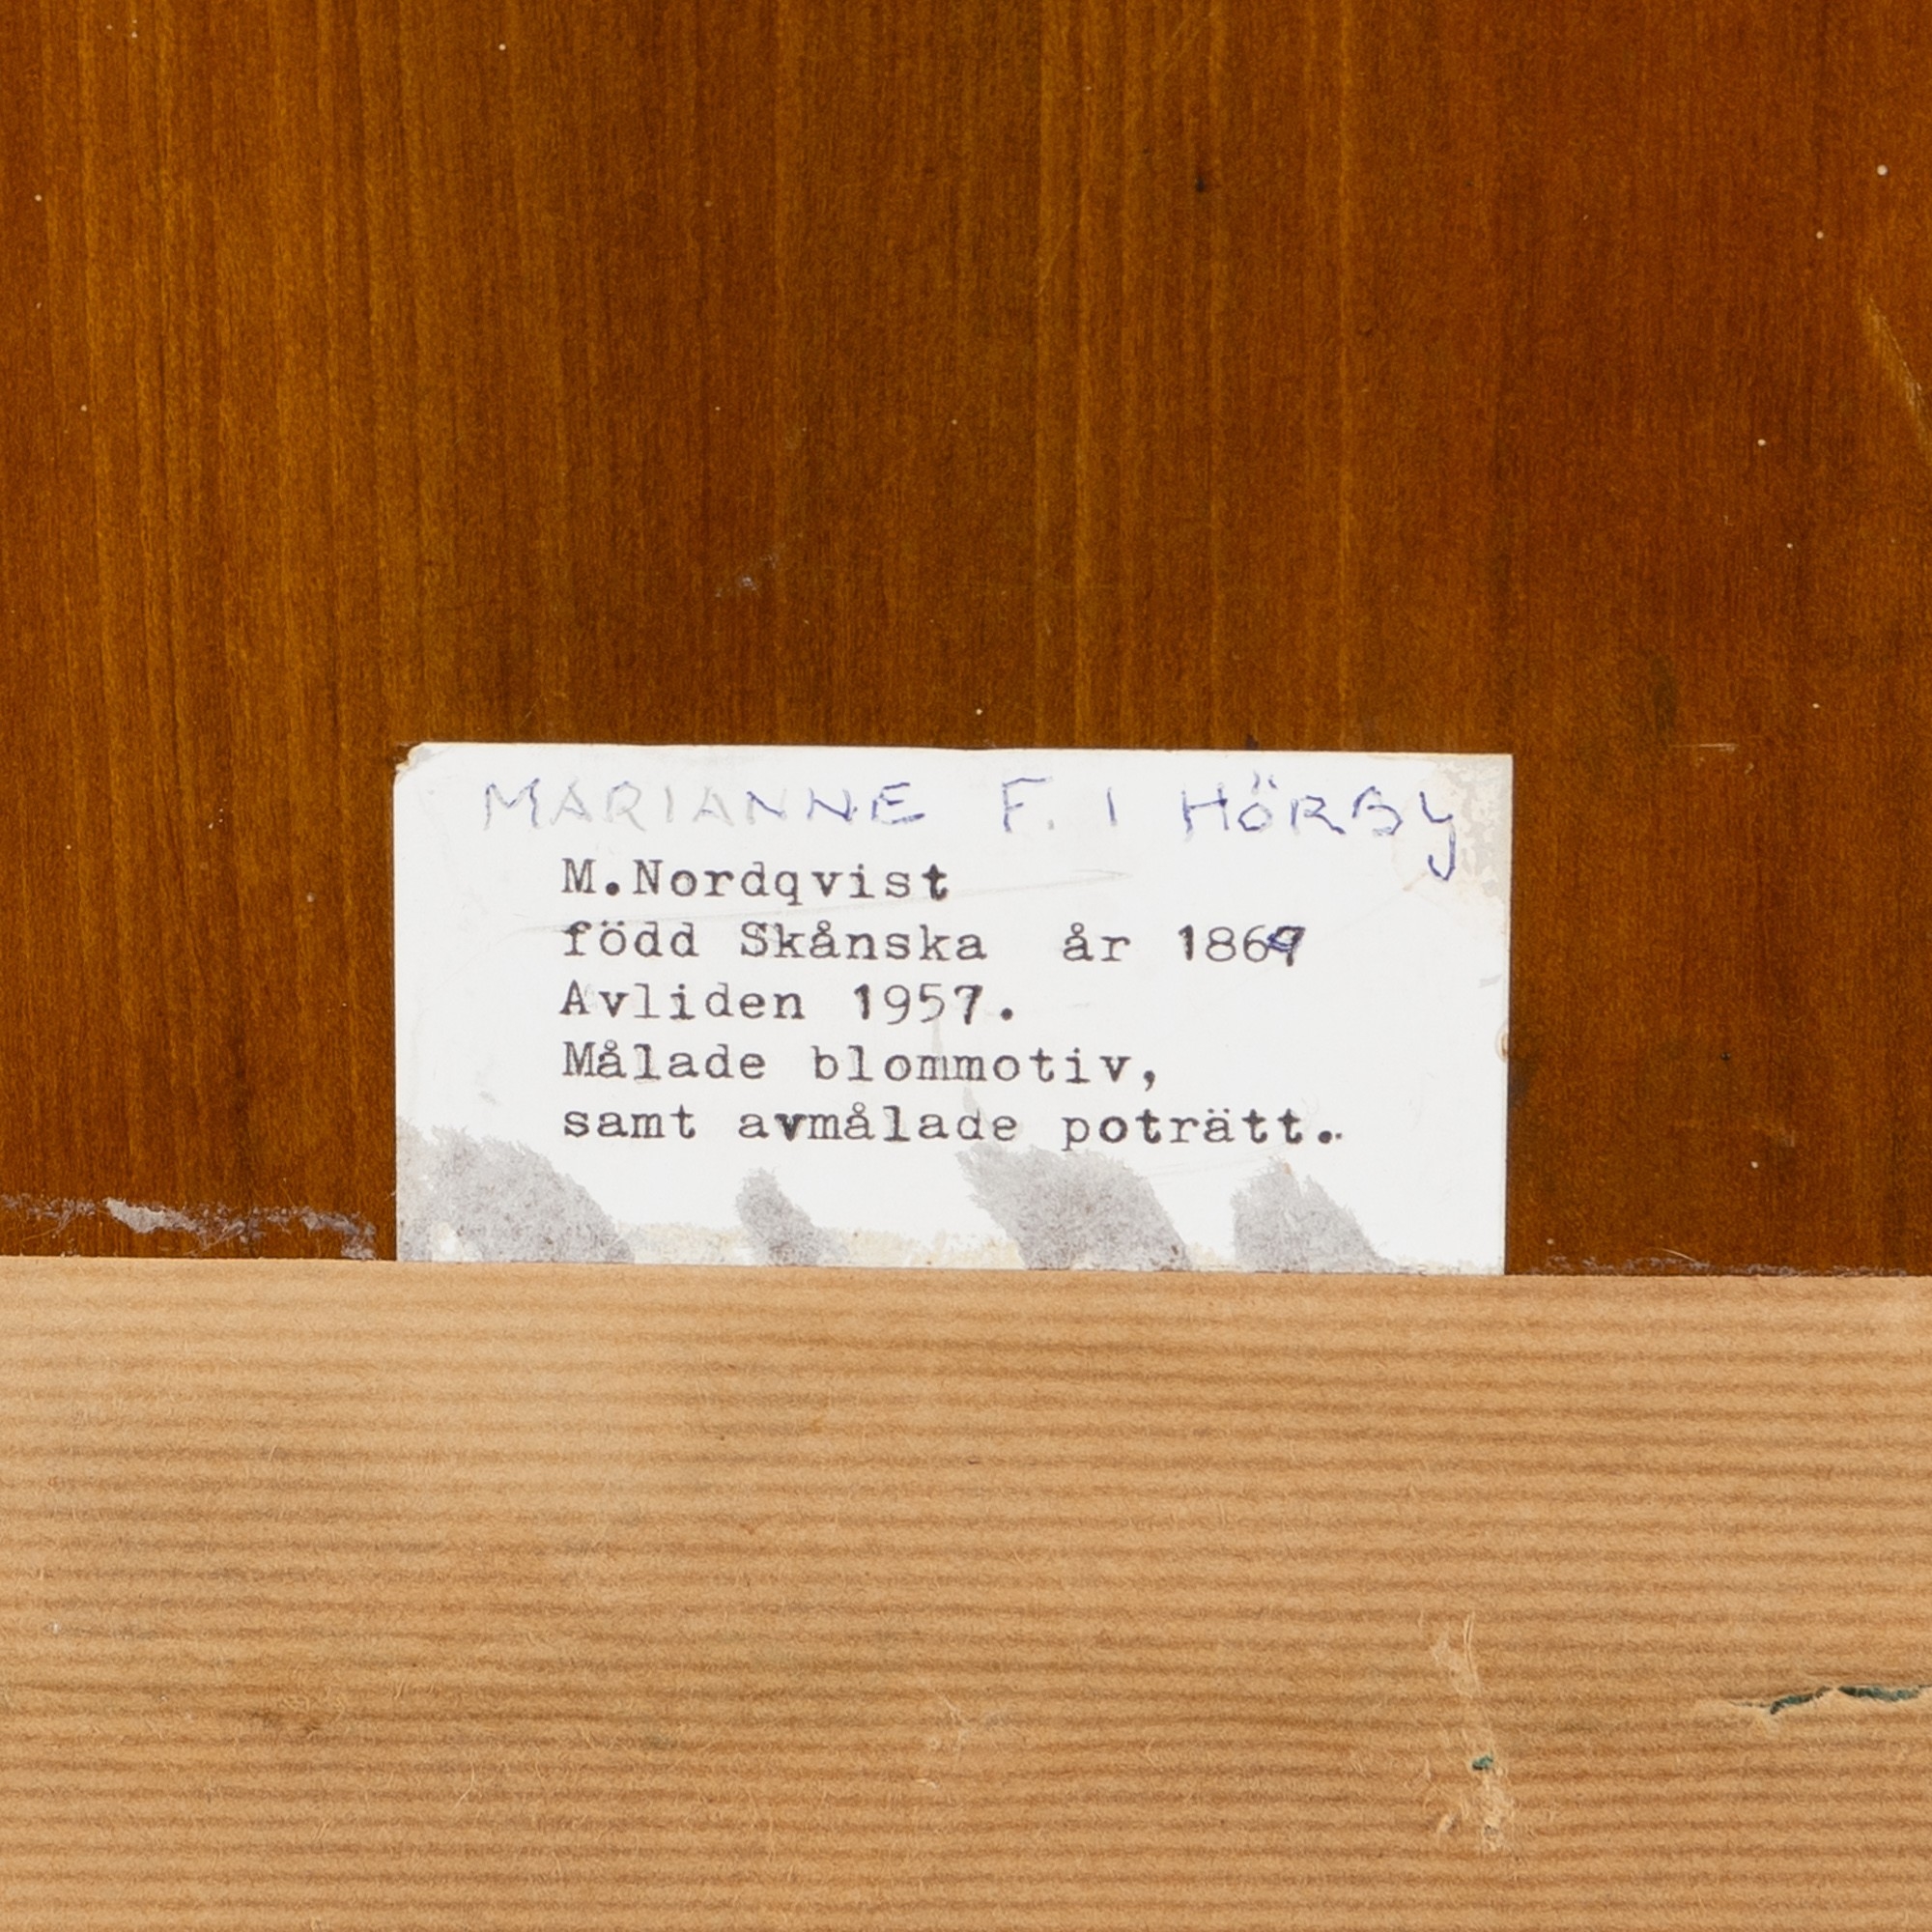 MARIANNE F. I HÖRBY
M.Nordqvist
född Skånska år 1869
Avliden 1957.
Målade blommotiv,
samt avmålade poträtt.